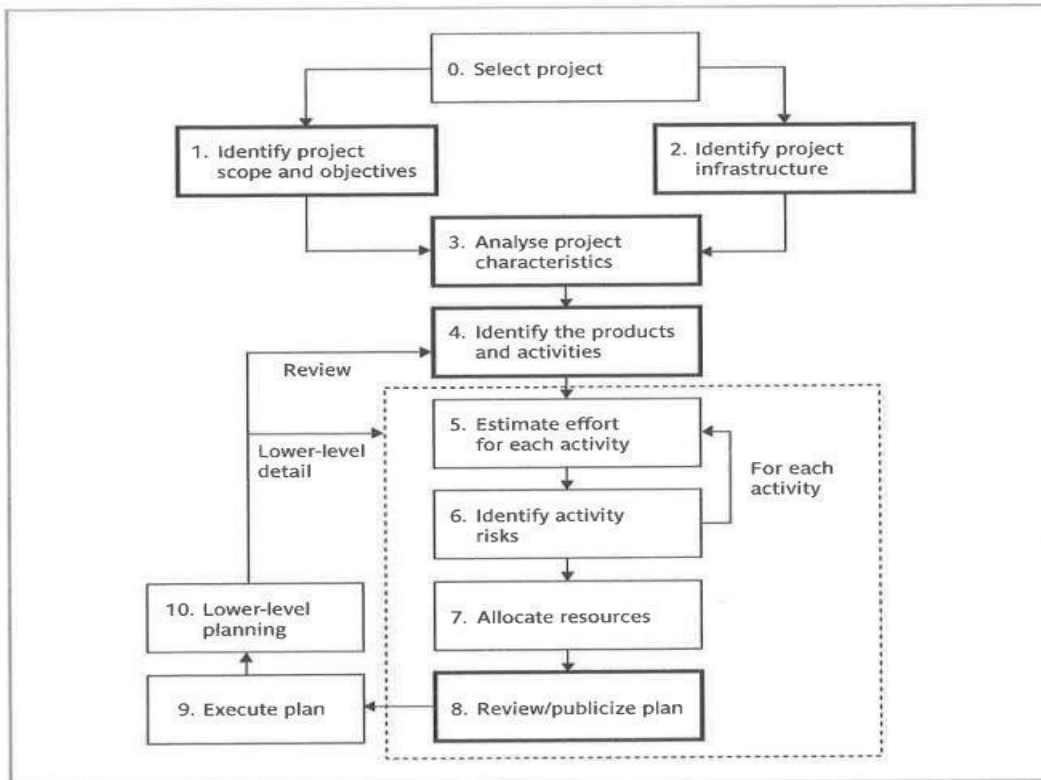 0. Select project
1. Identify project
scope and objectives
2. Identify project
infrastructure
3. Analyse project
characteristics
4. Identify the products
and activities
Review
5. Estimate effort
for each activity
Lower-level
detail
For each
activity
6. Identify activity
risks
10. Lower-level
planning
7. Allocate resources
9. Execute plan
8. Review/publicize plan